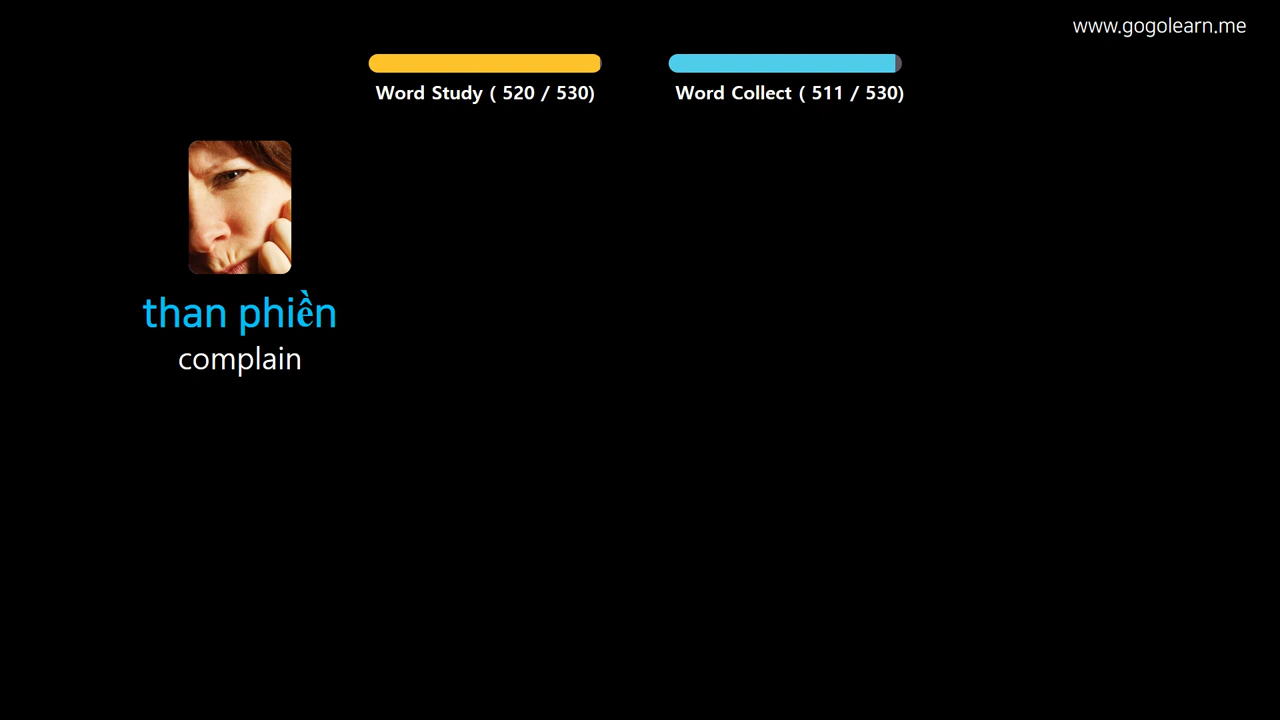 www.gogolearn.me
Word Study ( 520 / 530)
Word Collect ( 511 / 530)
than phiền
complain